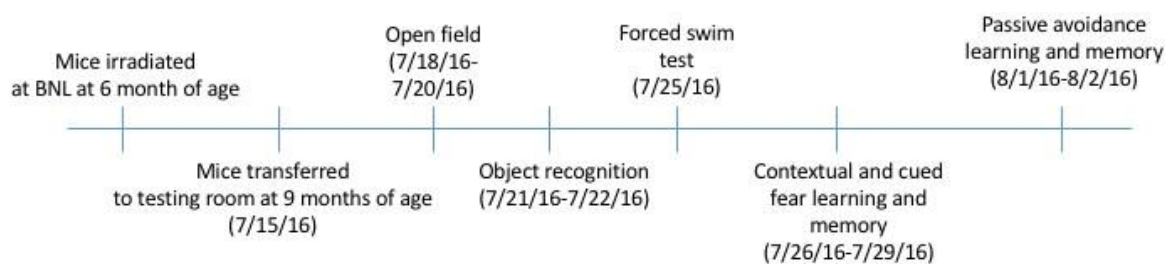 Mice irradiated
at BNL at 6 month of age
Mice transferred
to testing room at 9 months of age
(7/15/16)
Open field
(7/18/16-
7/20/16)
Object recognition
(7/21/16-7/22/16)
Forced swim
test
(7/25/16)
Contextual and cued
fear learning and
memory
(7/26/16-7/29/16)
Passive avoidance
learning and memory
(8/1/16-8/2/16)